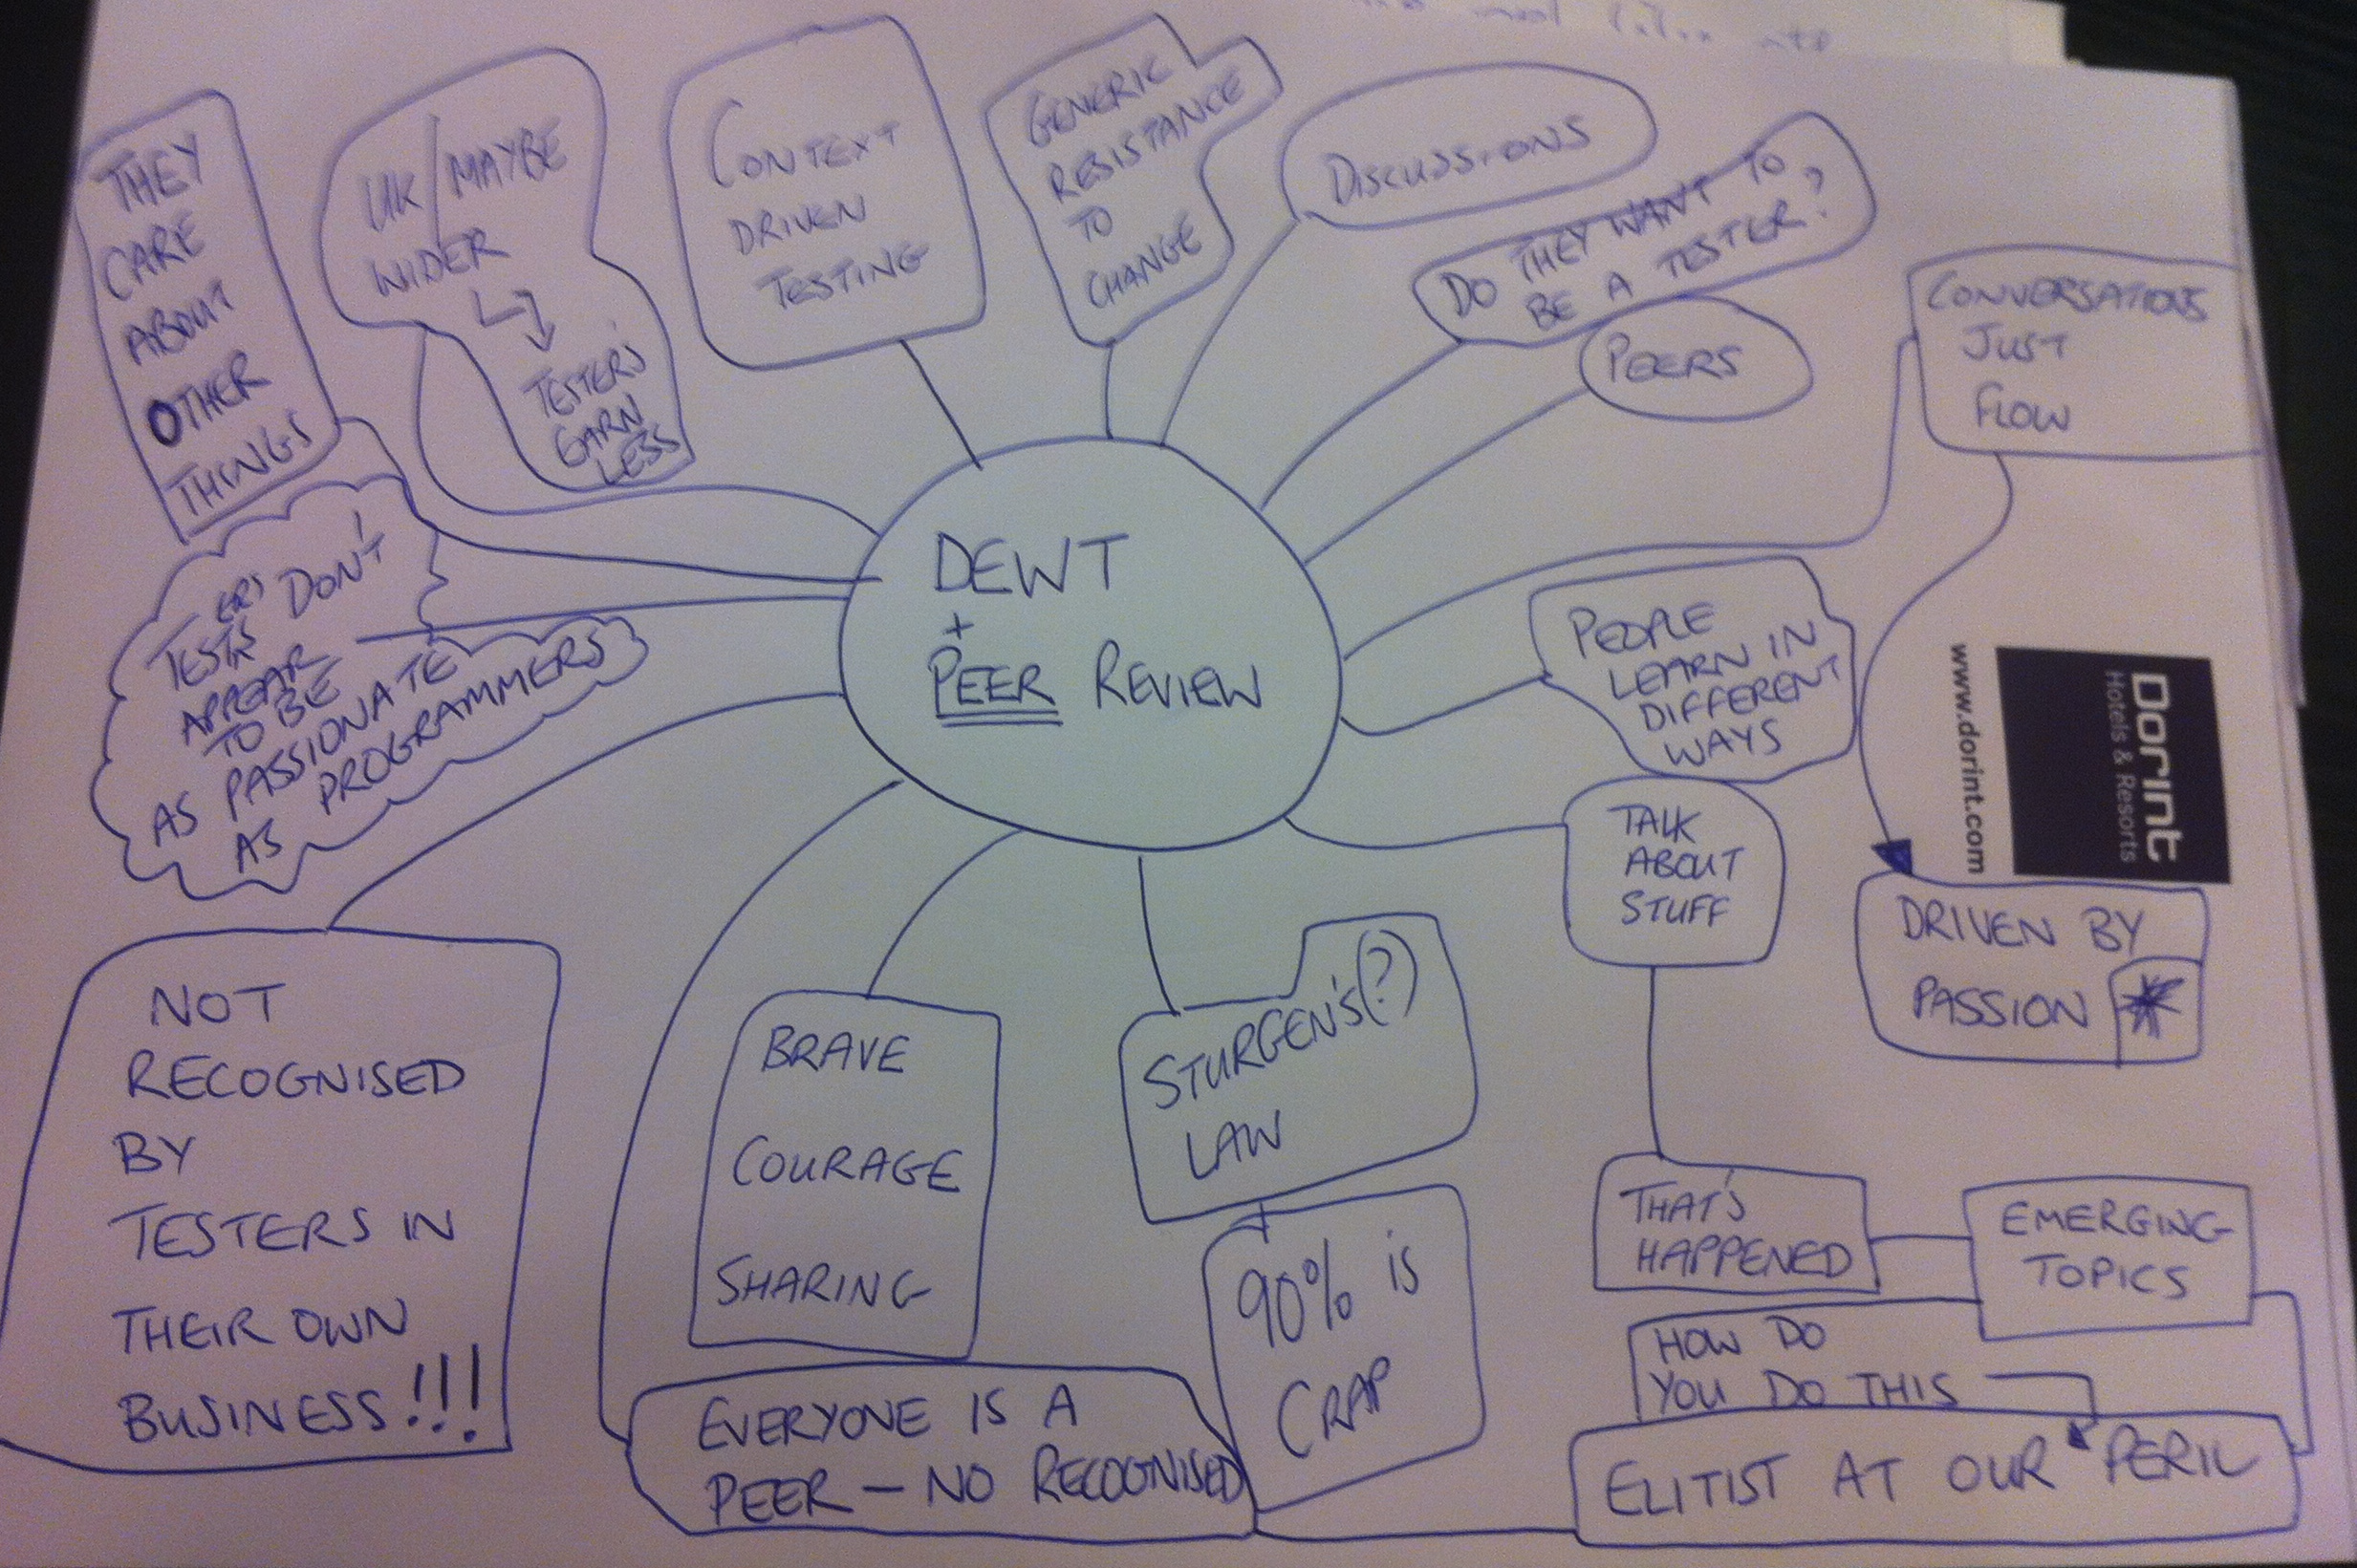 THEY
CARE
ABOUT
OTHER
THINGS
UK/MAYBE
WIDER
TESTERS
EARN
LESS
CONTEXT
DRIVEN
TESTING
GENERIC
RESISTANCE
TO
CHANGE
DISCUSSIONS
DO THEY WANT TO
BE A TESTER?
PEERS
CONVERSATIONS
JUST
FLOW
DEWT
+
PEER REVIEW
TESTERS DON'T
APPEAR
TO BE
AS PASSIONATE
AS PROGRAMMERS
PEOPLE
LEARN IN
DIFFERENT
WAYS
Dorint
Hotels & Resorts
www.dorint.com
TALK
ABOUT
STUFF
DRIVEN BY
PASSION *
NOT
RECOGNISED
BY
TESTERS IN
THEIR OWN
BUSINESS!!!
BRAVE
COURAGE
SHARING
STURGEN'S(?)
LAW
90% is
CRAP
THAT'S
HAPPENED
EMERGING
TOPICS
HOW DO
YOU DO THIS
EVERYONE IS A
PEER — NO RECOGNISED
ELITIST AT OUR PERIL